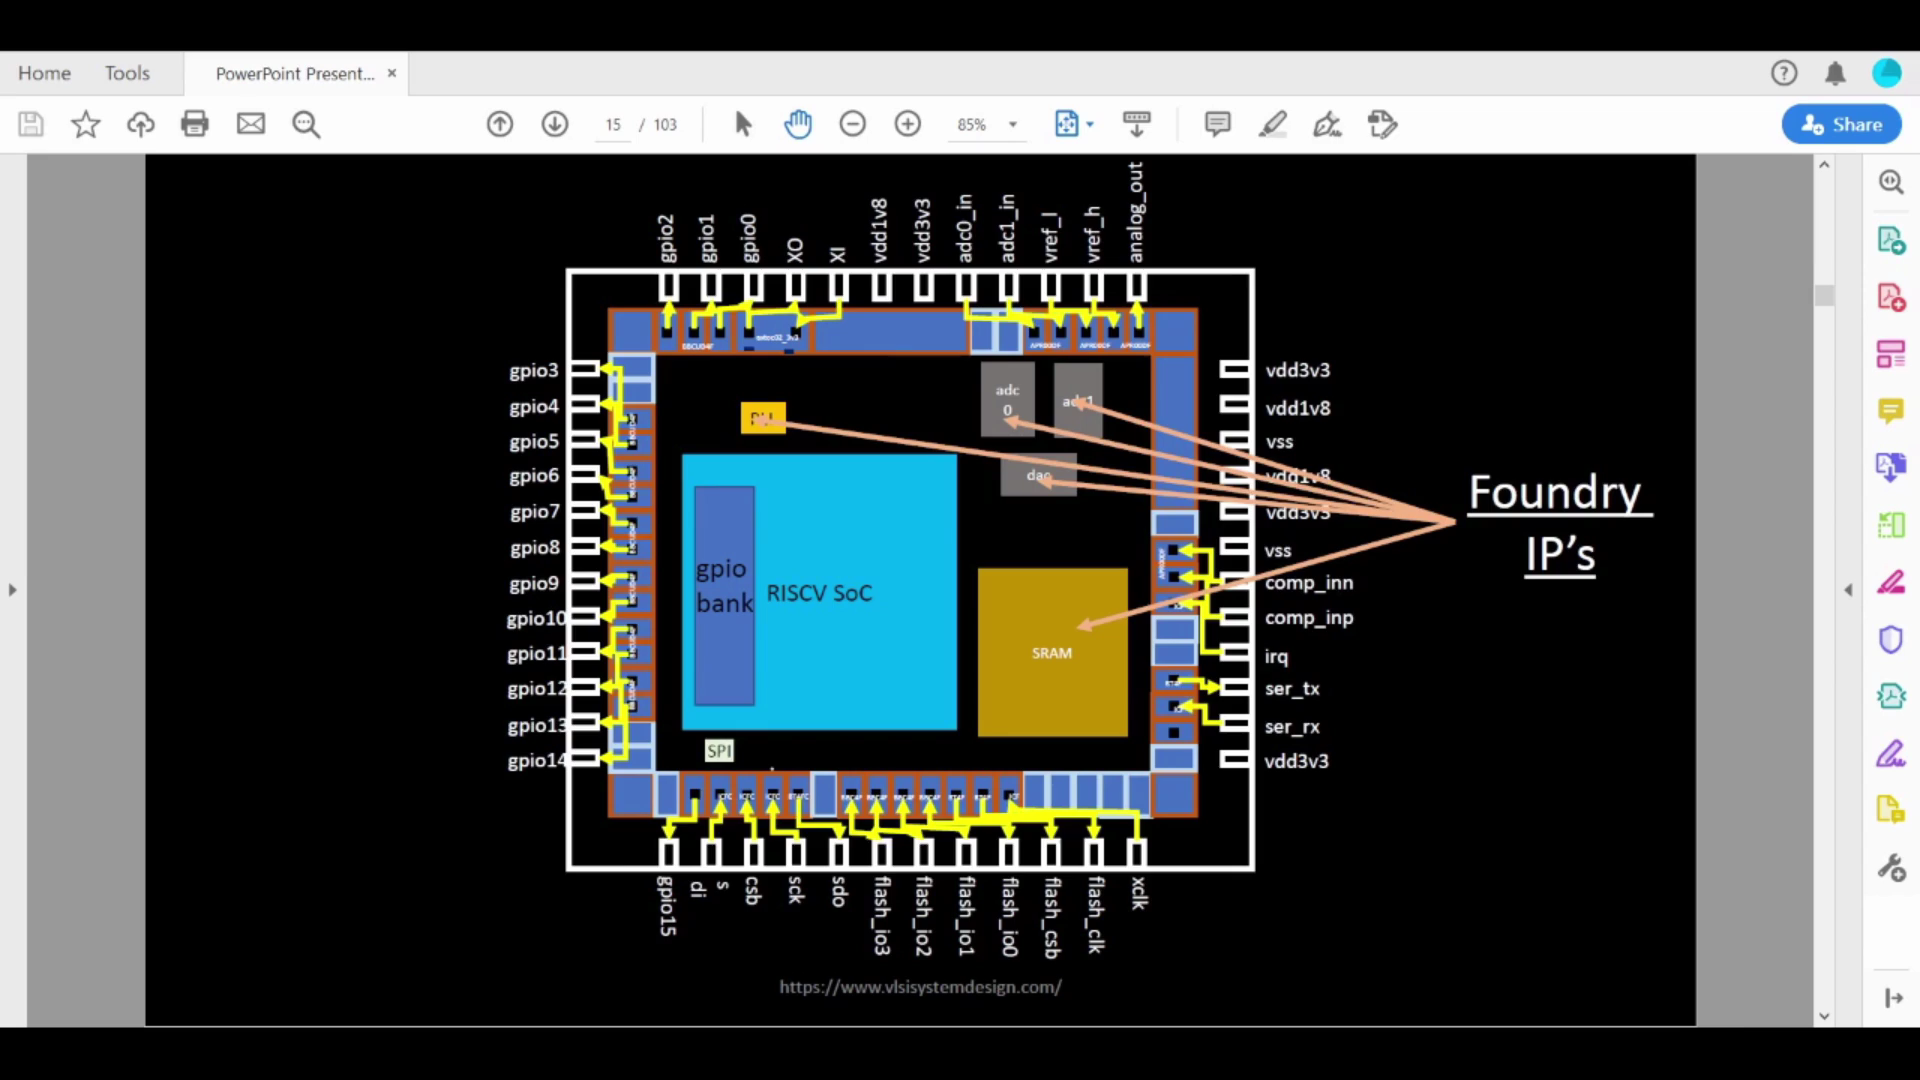 Home
Tools
PowerPoint Present... ×
15 / 103
85%
Share
gpio2
gpio1
gpio0
XO
XI
vdd1v8
vdd3v3
adc0_in
adc1_in
vref_l
vref_h
analog_out
gpio3
gpio4
gpio5
gpio6
gpio7
gpio8
gpio9
gpio10
gpio11
gpio12
gpio13
gpio14
adc
0
gpio
bank
RISCV SoC
SRAM
SPI
vdd3v3
vdd1v8
vss
vdd1v8
vdd3v3
vss
comp_inn
comp_inp
irq
ser_tx
ser_rx
vdd3v3
Foundry
IP’s
gpio15
di
s
csb
sck
sdo
flash_io3
flash_io2
flash_io1
flash_io0
flash_csb
flash_clk
xclk
https://www.vlsisystemdesign.com/